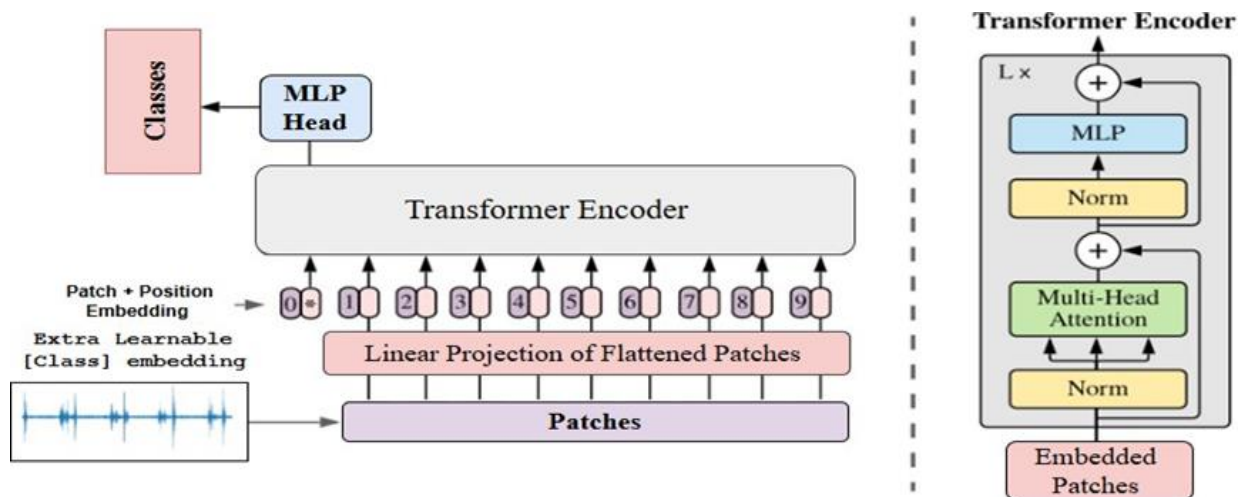 Classes
MLP
Head
Transformer Encoder
Patch + Position
Embedding
0 * 1 2 3 4 5 6 7 8 9
Extra Learnable
[Class] embedding
Linear Projection of Flattened Patches
Patches
Transformer Encoder
L ×
+
MLP
Norm
+
Multi-Head
Attention
Norm
Embedded
Patches